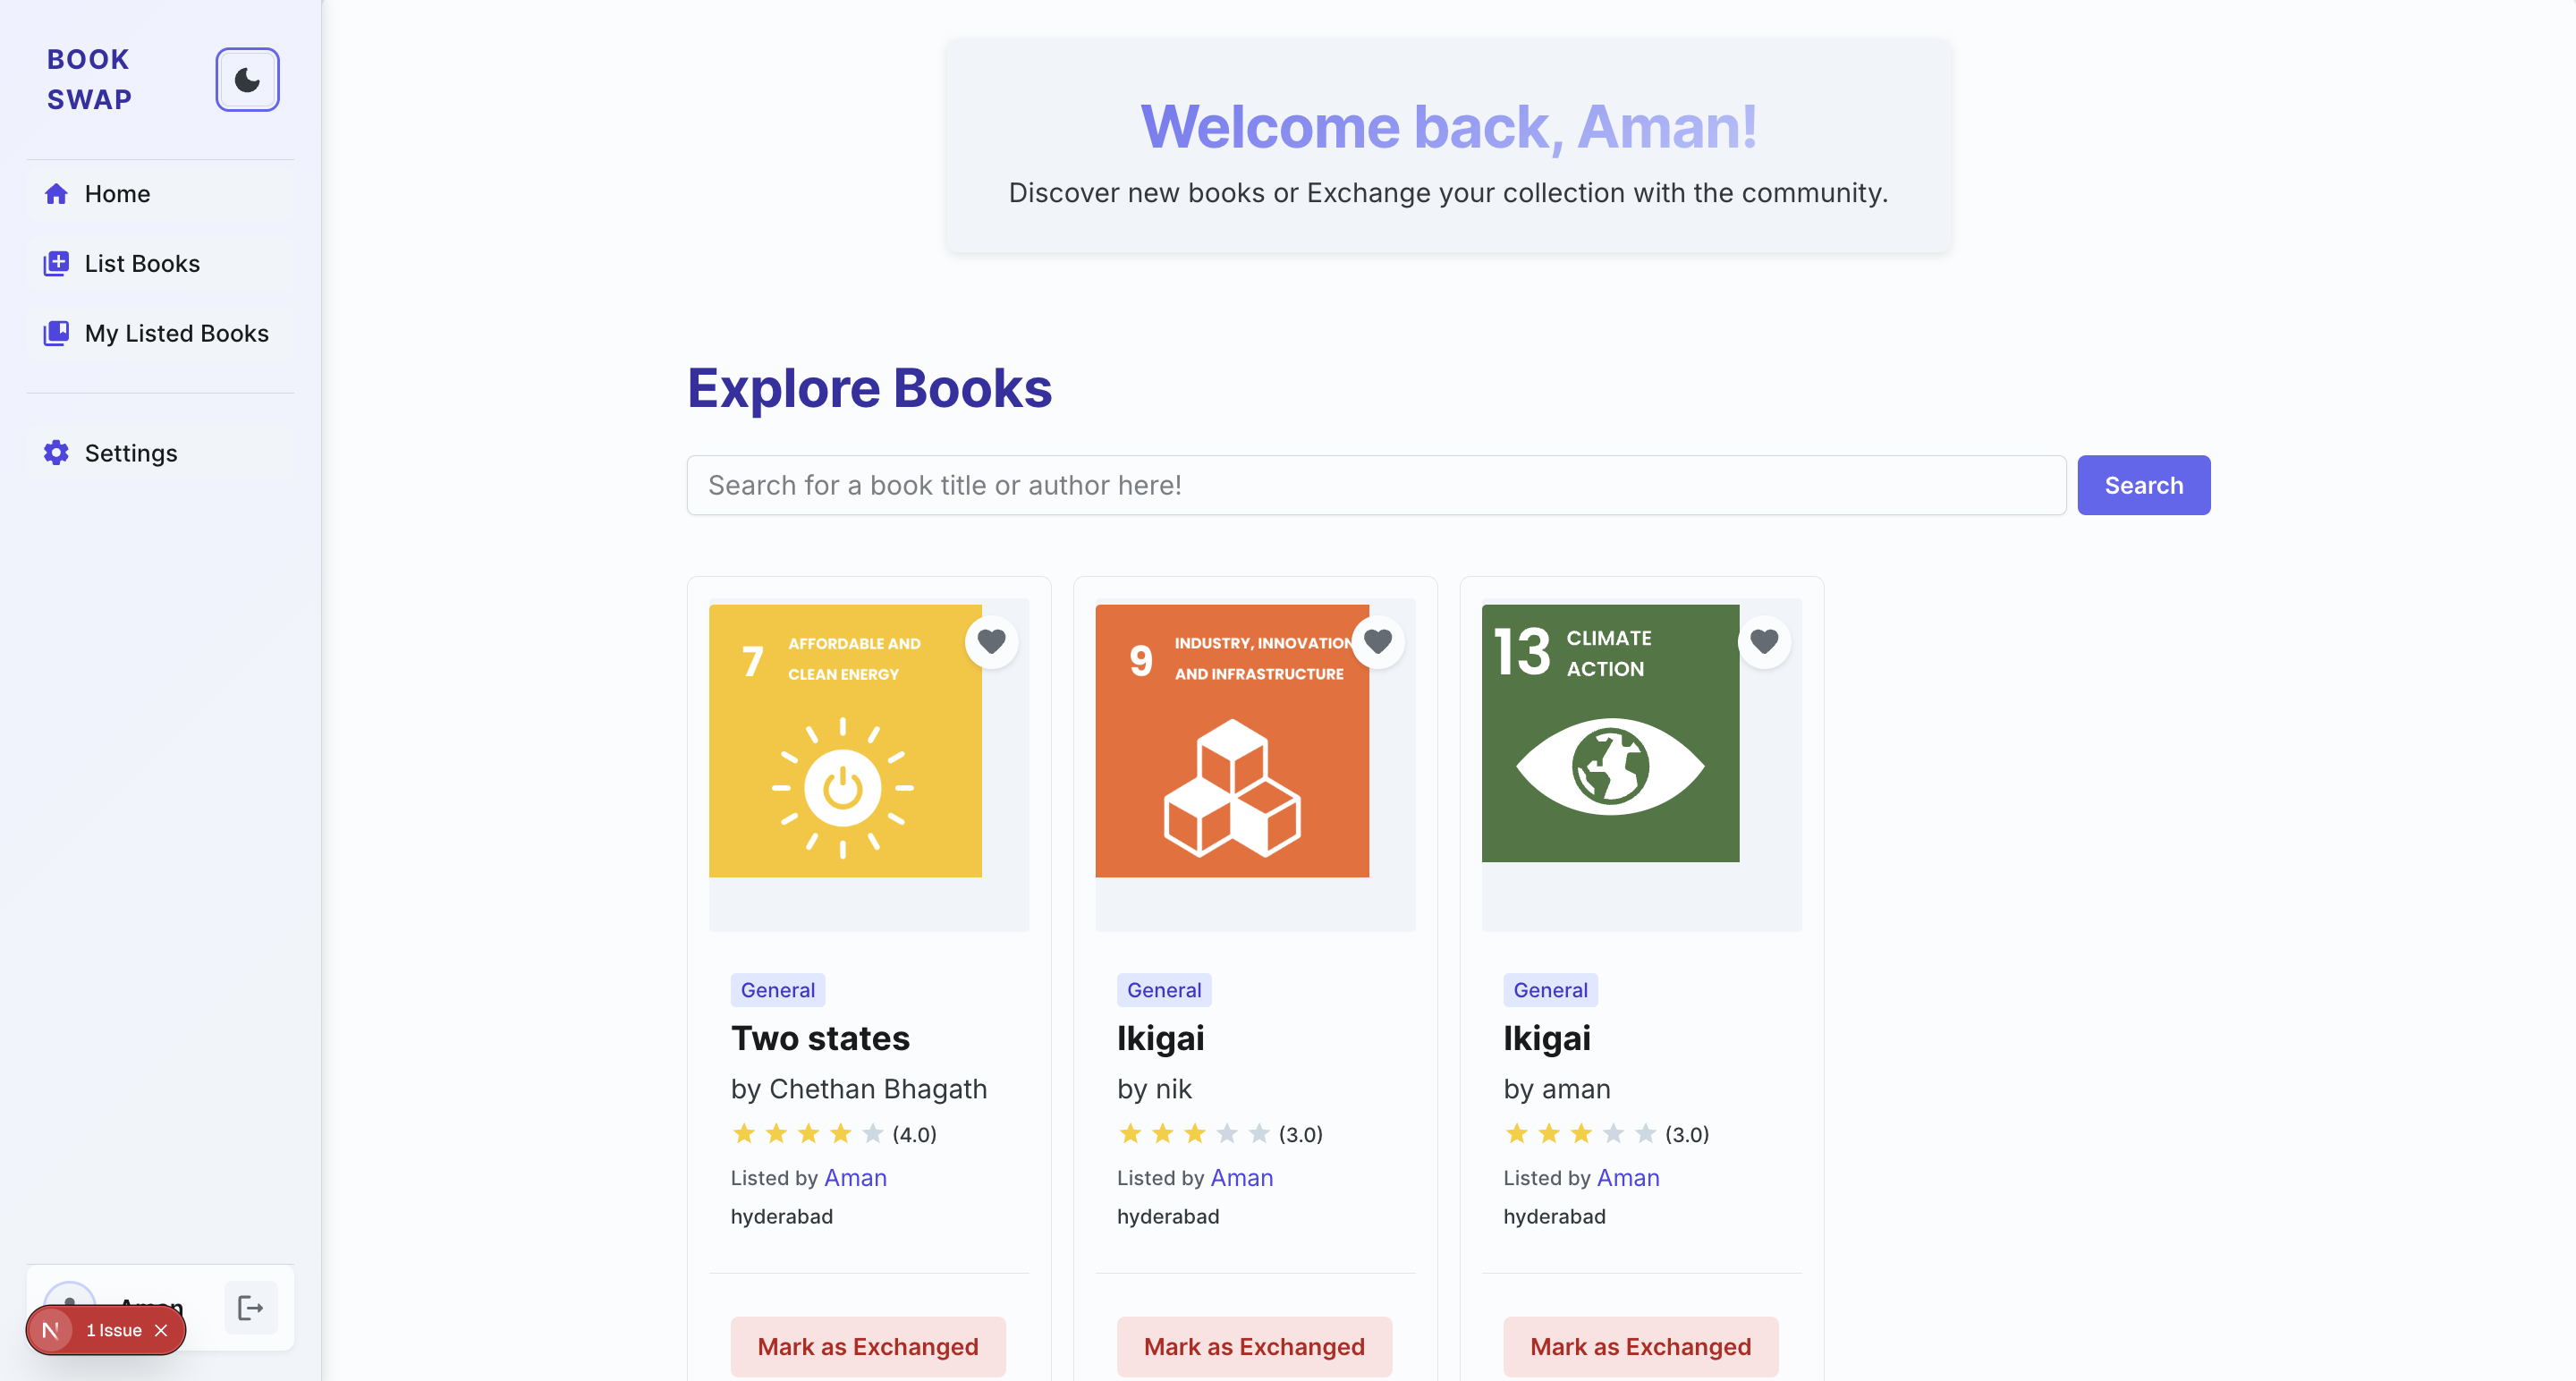 BOOK
SWAP
Home
List Books
My Listed Books
Settings
Aman
N 1 Issue
Welcome back, Aman!
Discover new books or Exchange your collection with the community.
Explore Books
Search for a book title or author here!
Search
7 AFFORDABLE AND
CLEAN ENERGY
General
Two states
by Chethan Bhagath
(4.0)
Listed by Aman
hyderabad
Mark as Exchanged
9 INDUSTRY, INNOVATION
AND INFRASTRUCTURE
General
Ikigai
by nik
(3.0)
Listed by Aman
hyderabad
Mark as Exchanged
13 CLIMATE
ACTION
General
Ikigai
by aman
(3.0)
Listed by Aman
hyderabad
Mark as Exchanged